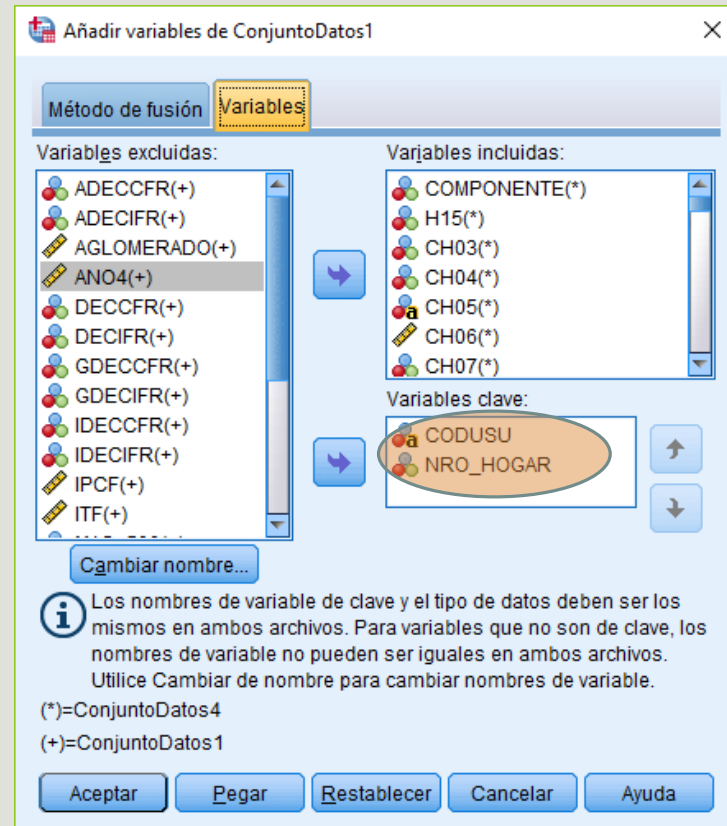 Añadir variables de ConjuntoDatos1
Método de fusión
Variables
Variables excluidas:
ADECCFR(+)
ADECIFR(+)
AGLOMERADO(+)
ANO4(+)
DECCFR(+)
DECIFR(+)
GDECCFR(+)
GDECIFR(+)
IDECCFR(+)
IDECIFR(+)
IPCF(+)
ITF(+)
Cambiar nombre...
Variables incluidas:
COMPONENTE(*)
H15(*)
CH03(*)
CH04(*)
a CH05(*)
CH06(*)
CH07(*)
Variables clave:
a CODUSU
NRO_HOGAR
Los nombres de variable de clave y el tipo de datos deben ser los
mismos en ambos archivos. Para variables que no son de clave, los
nombres de variable no pueden ser iguales en ambos archivos.
Utilice Cambiar de nombre para cambiar nombres de variable.
(*)=ConjuntoDatos4
(+)=ConjuntoDatos1
Aceptar
Pegar
Restablecer
Cancelar
Ayuda